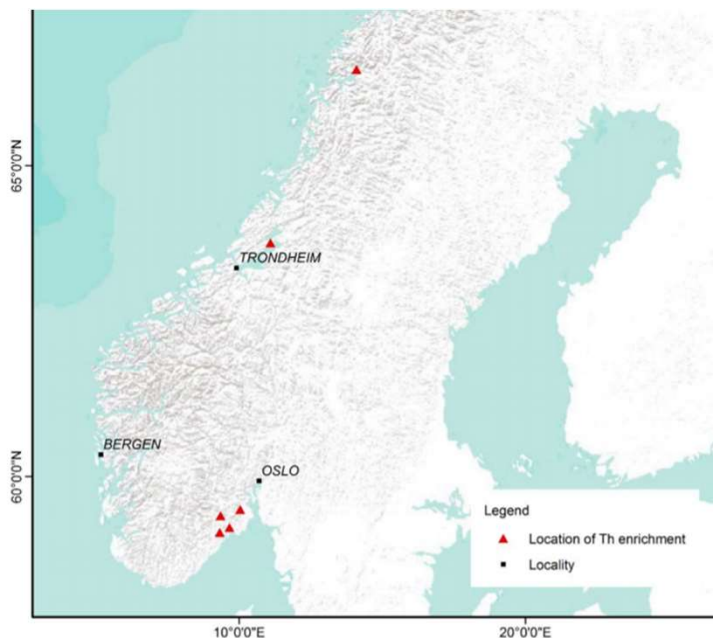 65°0'0"N
TRONDHEIM
BERGEN
OSLO
60°0'0"N
Legend
Location of Th enrichment
Locality
10°0'0"E
20°0'0"E